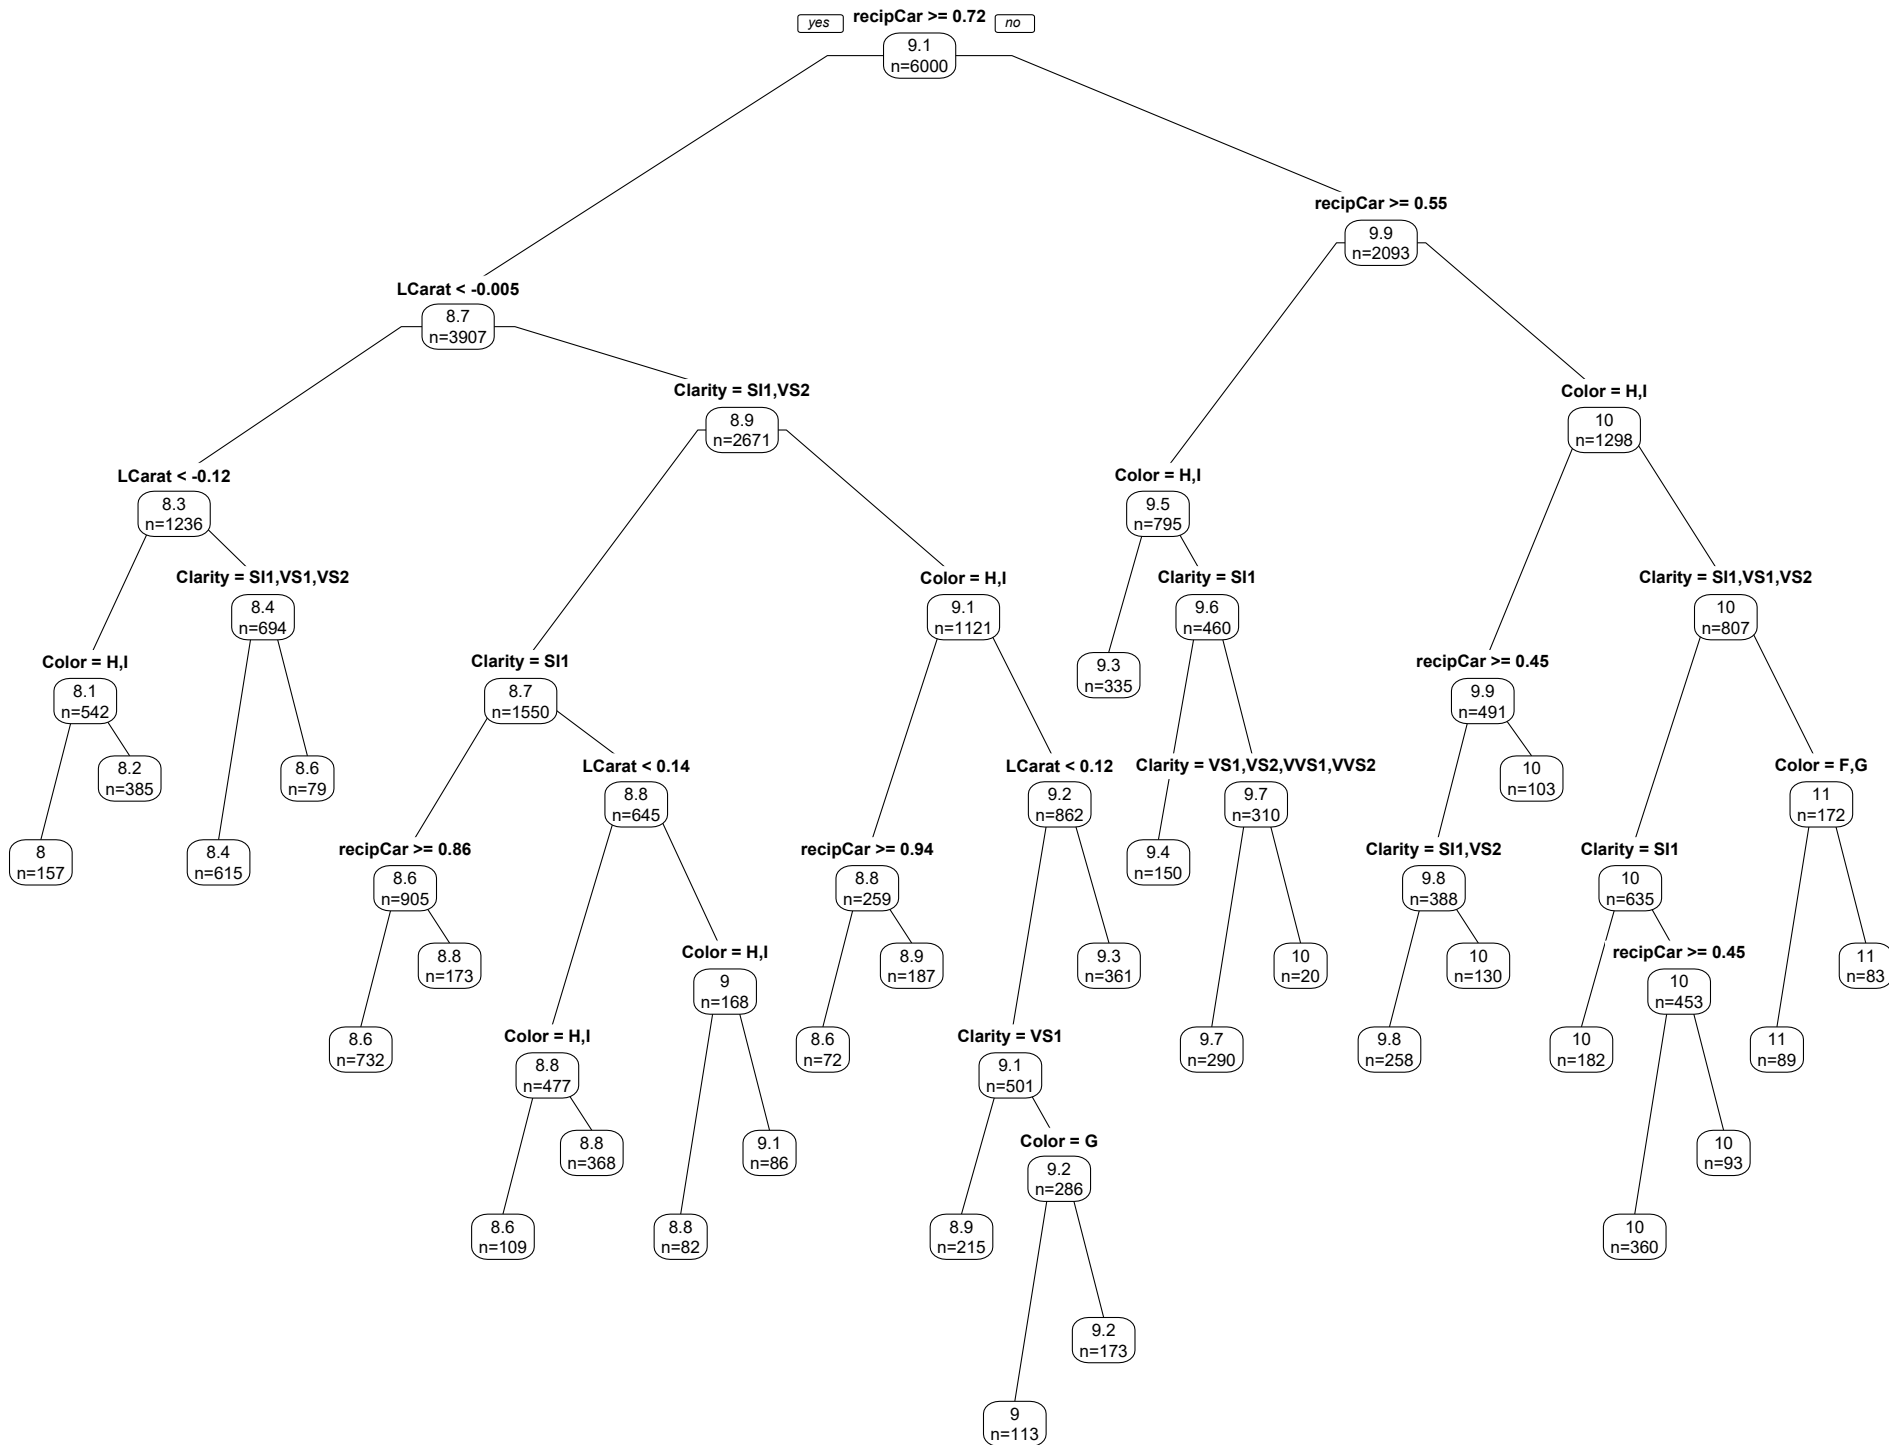 yes recipCar >= 0.72 no
9.1
n=6000
recipCar >= 0.55
9.9
n=2093
LCarat < -0.005
8.7
n=3907
Clarity = SI1,VS2
8.9
n=2671
Color = H,I
10
n=1298
LCarat < -0.12
8.3
n=1236
Color = H,I
9.5
n=795
Clarity = SI1,VS1,VS2
8.4
n=694
Color = H,I
9.1
n=1121
Clarity = SI1
9.6
n=460
Clarity = SI1,VS1,VS2
10
n=807
Color = H,I
8.1
n=542
Clarity = SI1
8.7
n=1550
9.3
n=335
recipCar >= 0.45
9.9
n=491
8.2
n=385
8.6
n=79
LCarat < 0.14
8.8
n=645
LCarat < 0.12
9.2
n=862
Clarity = VS1,VS2,VVS1,VVS2
9.7
n=310
10
n=103
Color = F,G
11
n=172
8
n=157
8.4
n=615
recipCar >= 0.86
8.6
n=905
recipCar >= 0.94
8.8
n=259
9.4
n=150
Clarity = SI1,VS2
9.8
n=388
Clarity = SI1
10
n=635
8.8
n=173
Color = H,I
9
n=168
8.9
n=187
9.3
n=361
10
n=20
10
n=130
recipCar >= 0.45
10
n=453
11
n=83
8.6
n=732
Color = H,I
8.8
n=477
8.6
n=72
Clarity = VS1
9.1
n=501
9.7
n=290
9.8
n=258
10
n=182
11
n=89
8.8
n=368
9.1
n=86
Color = G
9.2
n=286
10
n=93
8.6
n=109
8.8
n=82
8.9
n=215
10
n=360
9.2
n=173
9
n=113